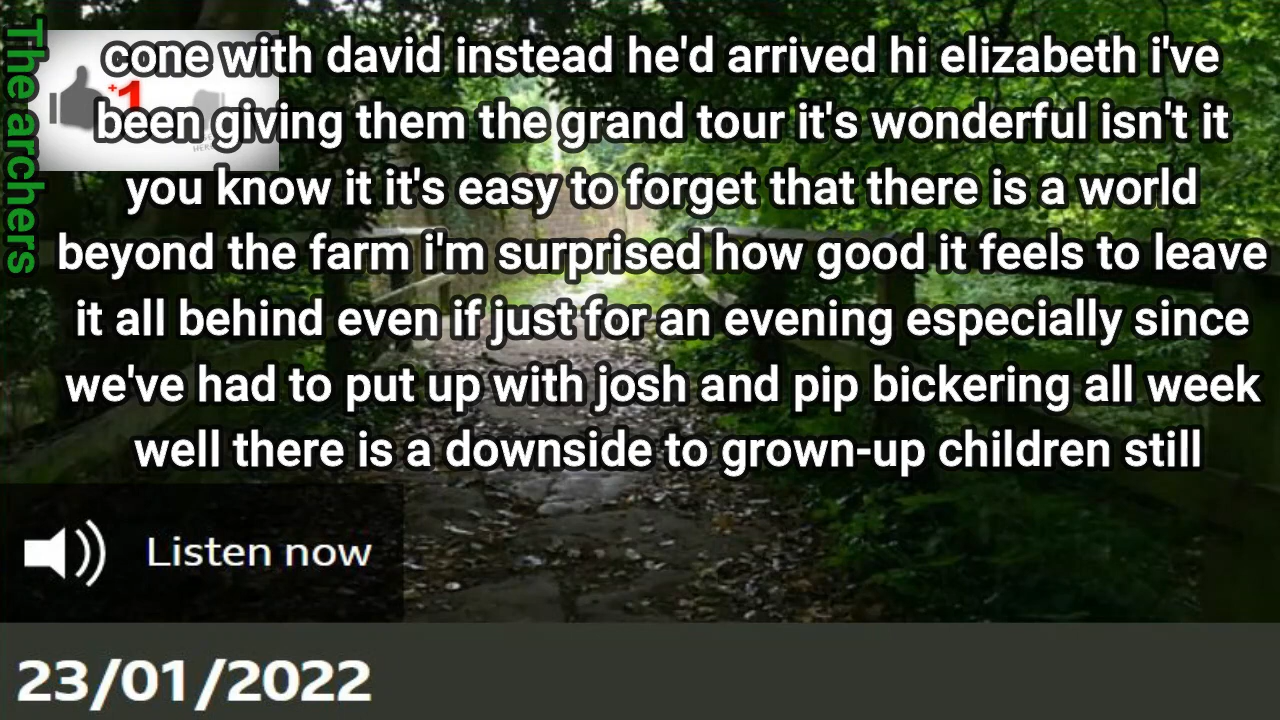 The archers
+1
cone with david instead he'd arrived hi elizabeth i've
been giving them the grand tour it's wonderful isn't it
you know it it's easy to forget that there is a world
beyond the farm i'm surprised how good it feels to leave
it all behind even if just for an evening especially since
we've had to put up with josh and pip bickering all week
well there is a downside to grown-up children still
Listen now
23/01/2022